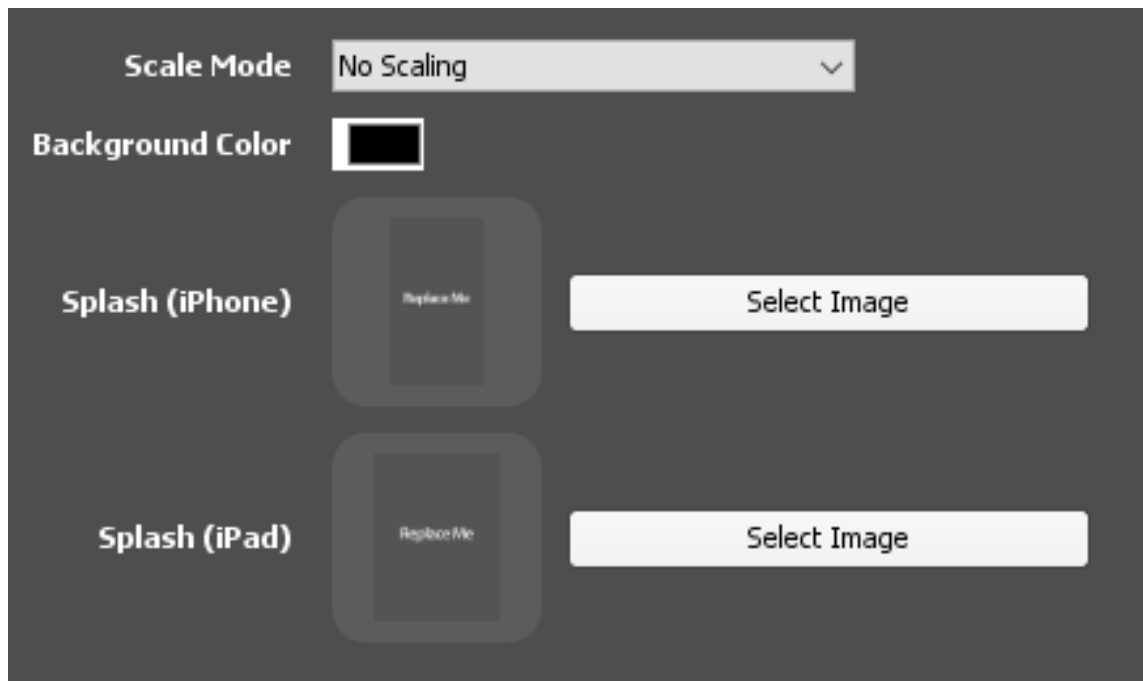 Scale Mode No Scaling
Background Color
Replace Me
Splash (iPhone) Select Image
Replace Me
Splash (iPad) Select Image